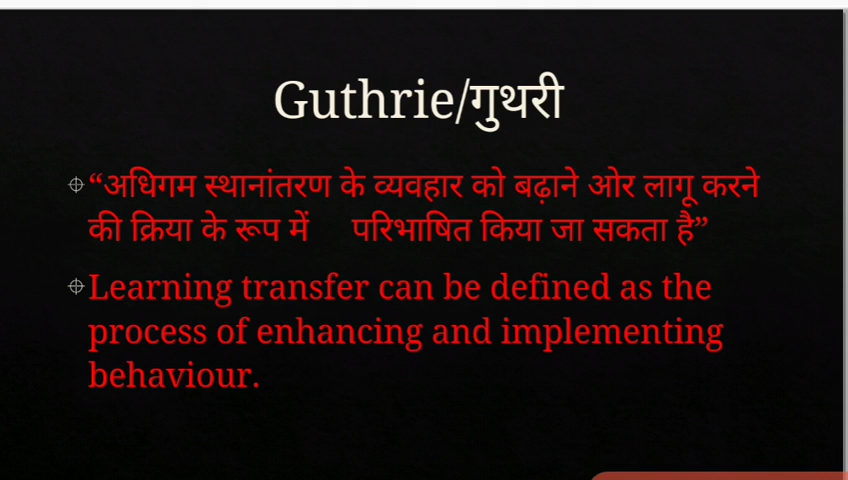 Guthrie/गुथरी
“अधिगम स्थानांतरण के व्यवहार को बढ़ाने ओर लागू करने
की क्रिया के रूप में परिभाषित किया जा सकता है”
Learning transfer can be defined as the
process of enhancing and implementing
behaviour.